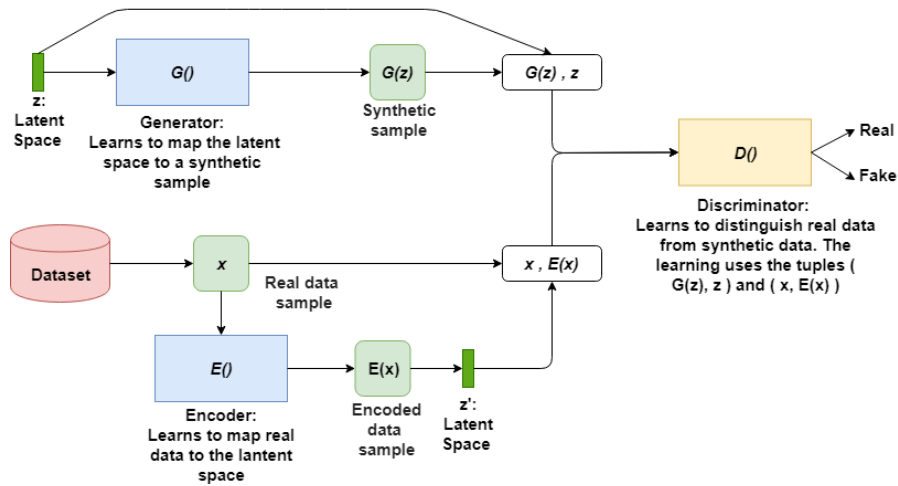 G()
G(z)
G(z) , z
z:
Latent
Space
Generator:
Learns to map the latent
space to a synthetic
sample
Synthetic
sample
D()
Real
Fake
Discriminator:
Learns to distinguish real data
from synthetic data. The
learning uses the tuples (
G(z), z ) and ( x, E(x) )
Dataset
x
Real data
sample
x , E(x)
E()
E(x)
Encoder:
Learns to map real
data to the lantent
space
Encoded
data
sample
z':
Latent
Space